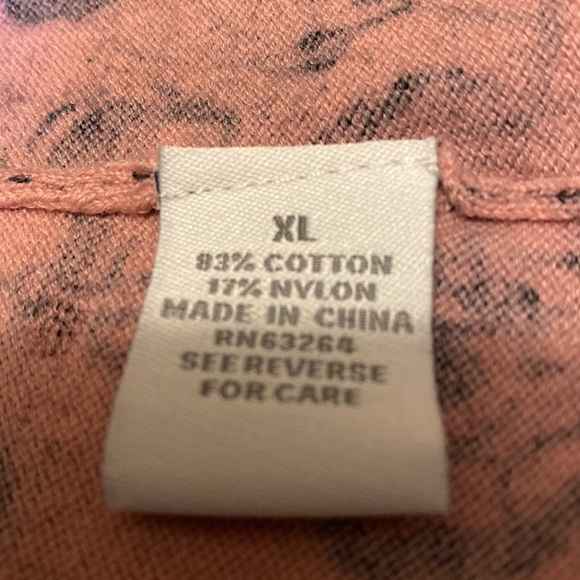 XL
83% COTTON
17% NYLON
MADE IN CHINA
RN63264
SEE REVERSE
FOR CARE